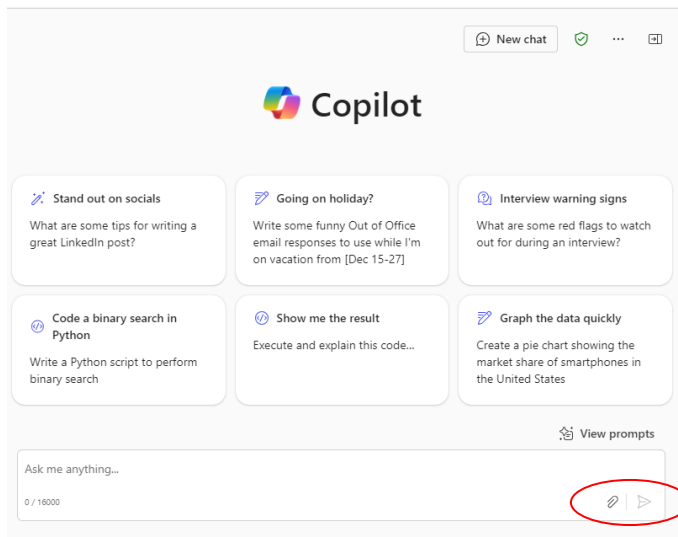 New chat
Copilot
Stand out on socials
What are some tips for writing a
great LinkedIn post?
Going on holiday?
Write some funny Out of Office
email responses to use while I'm
on vacation from [Dec 15-27]
Interview warning signs
What are some red flags to watch
out for during an interview?
Code a binary search in
Python
Write a Python script to perform
binary search
Show me the result
Execute and explain this code...
Graph the data quickly
Create a pie chart showing the
market share of smartphones in
the United States
View prompts
Ask me anything...
0 / 16000